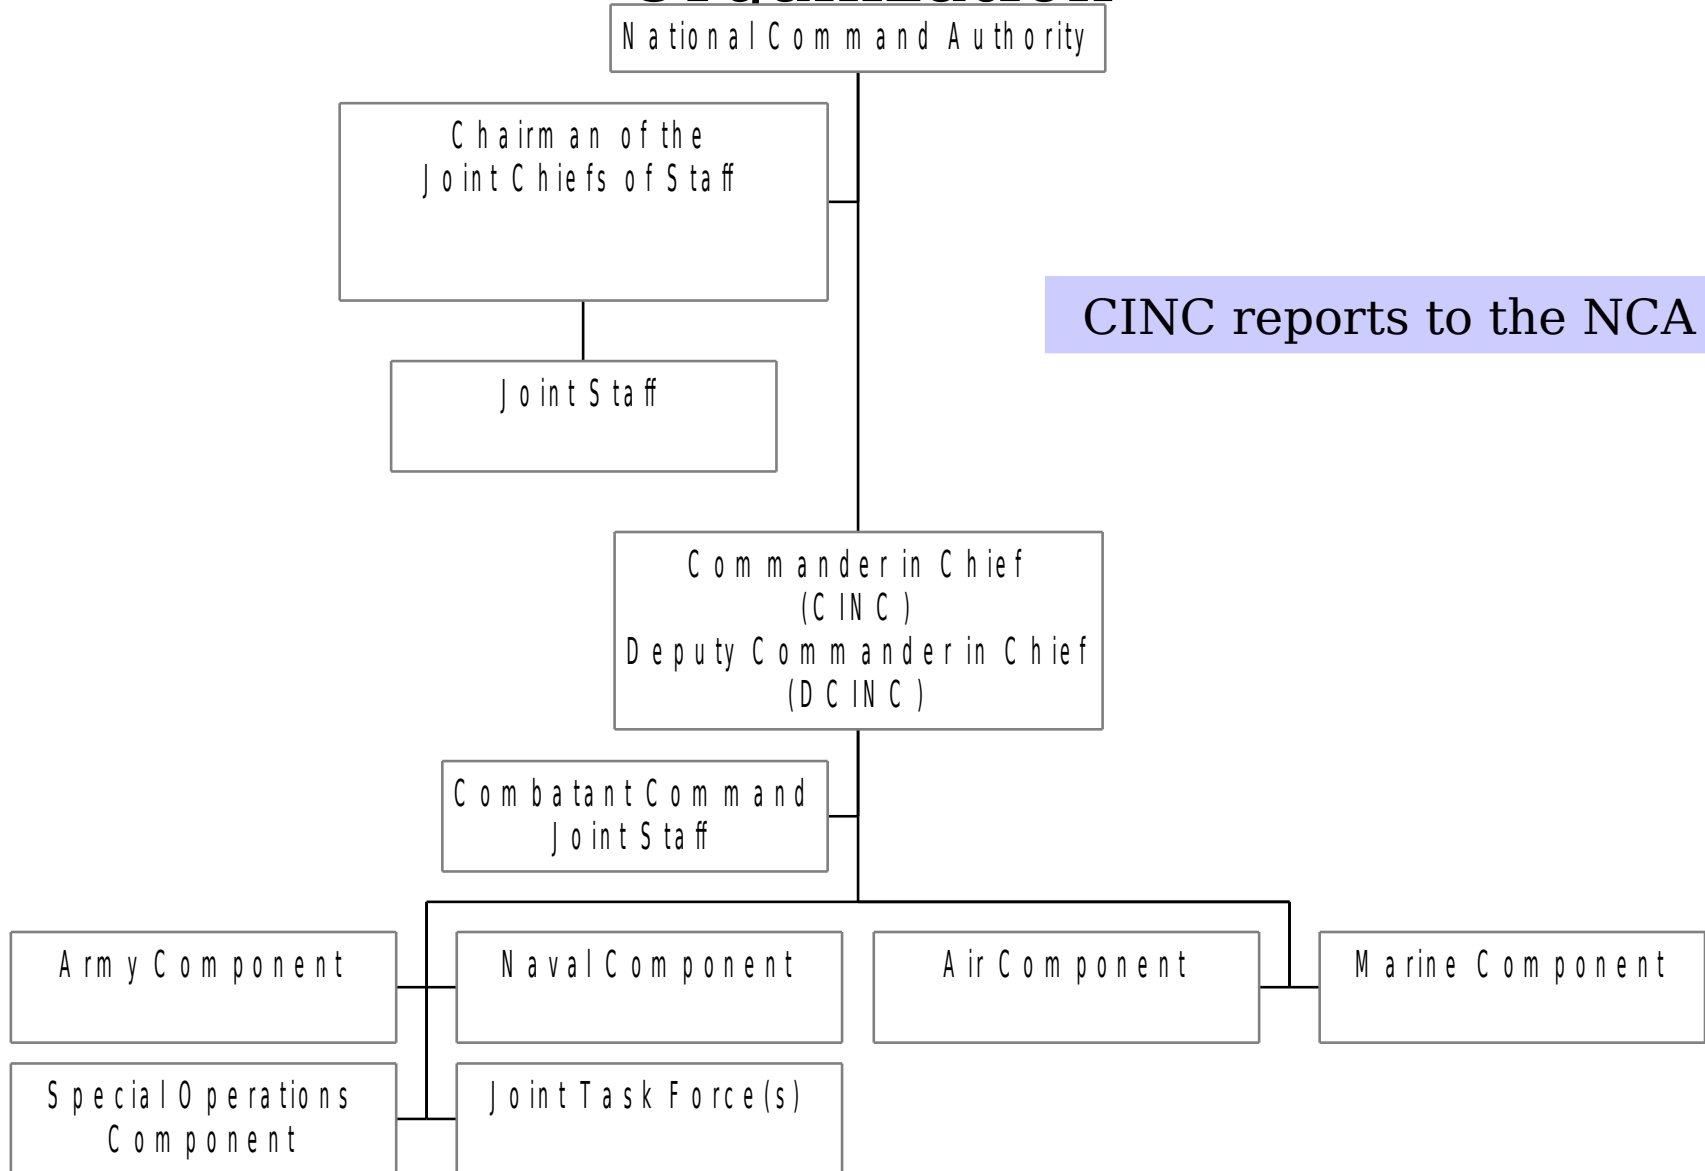 Organization
National Command Authority
Chairman of the
Joint Chiefs of Staff
CINC reports to the NCA
Joint Staff
Commander in Chief
(CINC)
Deputy Commander in Chief
(DCINC)
Combatant Command
Joint Staff
Army Component
Naval Component
Air Component
Marine Component
Special Operations
Component
Joint Task Force(s)